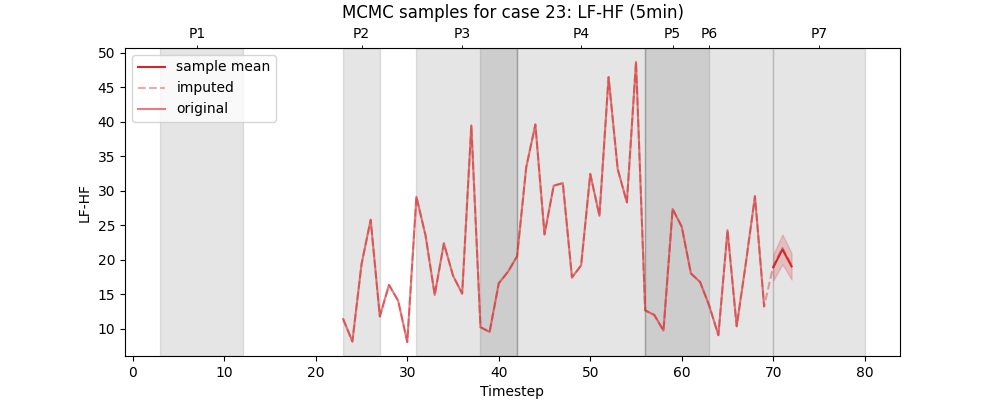 MCMC samples for case 23: LF-HF (5min)
P1 P2 P3 P4 P5 P6 P7
sample mean
imputed
original
50
45
40
35
30
25
20
15
10
LF-HF
0 10 20 30 40 50 60 70 80
Timestep